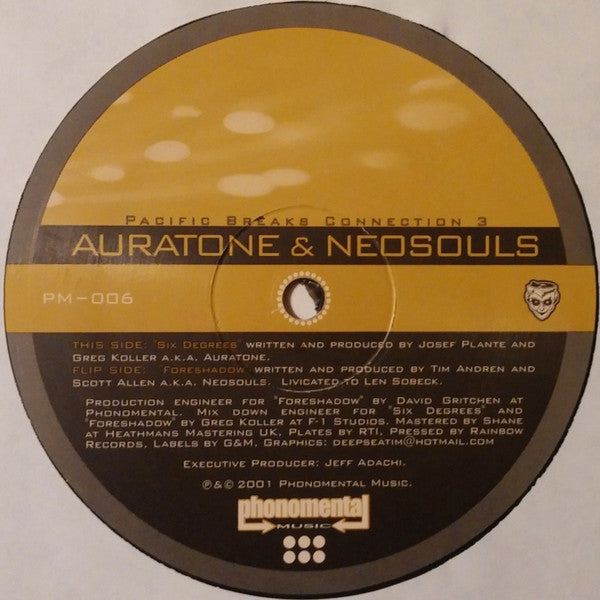 Pacific Breaks Connection 3
AURATONE & NEOSOULS
PM-006
THIS SIDE: "Six Degrees" written and produced by Josef Plante and
Greg Koller a.k.a. Auratone.
FLIP SIDE: "Foreshadow" written and produced by Tim Andren and
Scott Allen a.k.a. Neosouls. Livicated to Len Sobeck.
Production engineer for "Foreshadow" by David Gritchen at
Phonomental. Mix down engineer for "Six Degrees" and
"Foreshadow" by Greg Koller at F-1 Studios. Mastered by Shane
at Heathmans Mastering UK, Plates by RTI, Pressed by Rainbow
Records, Labels by G&M, Graphics: deepseatim@hotmail.com
Executive Producer: Jeff Adachi.
℗&© 2001 Phonomental Music.
phonomental
MUSIC